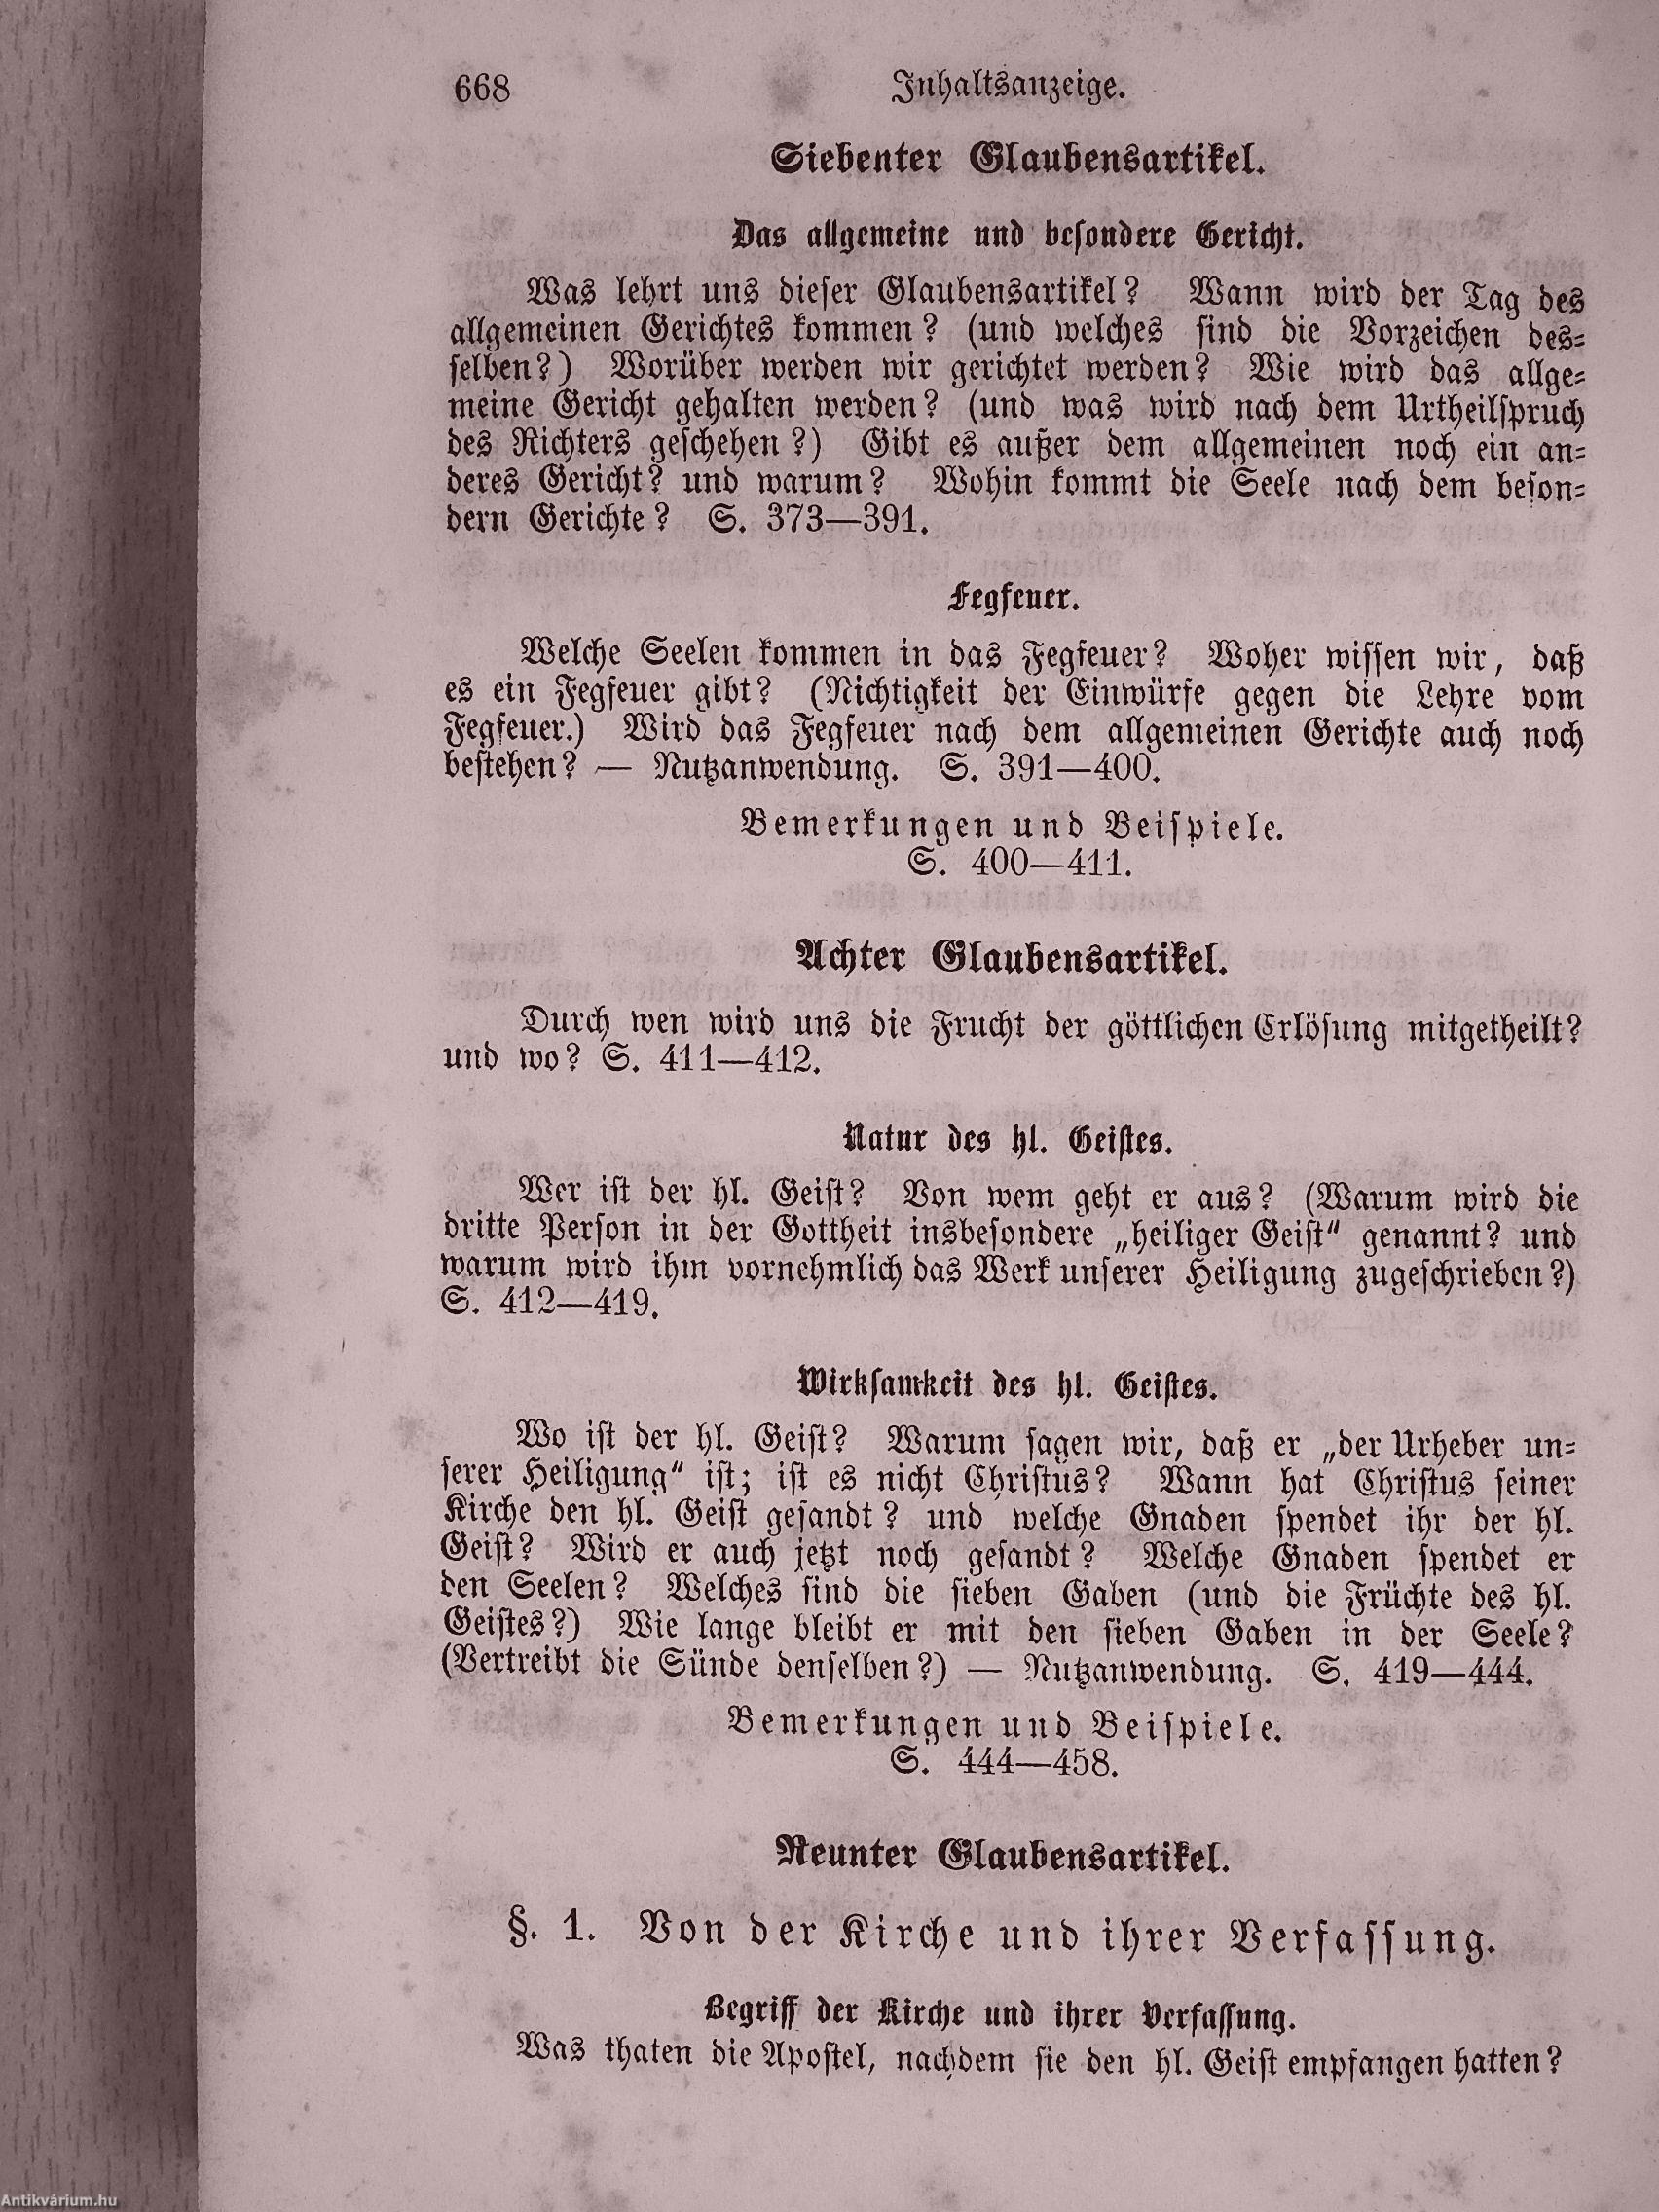 668 Inhaltsanzeige.
Siebenter Glaubensartikel.
Das allgemeine und besondere Gericht.
Was lehrt uns dieser Glaubensartikel? Wann wird der Tag des
allgemeinen Gerichtes kommen? (und welches sind die Vorzeichen des-
selben?) Worüber werden wir gerichtet werden? Wie wird das allge-
meine Gericht gehalten werden? (und was wird nach dem Urtheilspruch
des Richters geschehen?) Gibt es außer dem allgemeinen noch ein an-
deres Gericht? und warum? Wohin kommt die Seele nach dem beson-
dern Gerichte? S. 373—391.
Fegfeuer.
Welche Seelen kommen in das Fegfeuer? Woher wissen wir, daß
es ein Fegfeuer gibt? (Nichtigkeit der Einwürfe gegen die Lehre vom
Fegfeuer.) Wird das Fegfeuer nach dem allgemeinen Gerichte auch noch
bestehen? — Nutzanwendung. S. 391—400.
Bemerkungen und Beispiele.
S. 400—411.
Achter Glaubensartikel.
Durch wen wird uns die Frucht der göttlichen Erlösung mitgetheilt?
und wo? S. 411—412.
Natur des hl. Geistes.
Wer ist der hl. Geist? Von wem geht er aus? (Warum wird die
dritte Person in der Gottheit insbesondere „heiliger Geist“ genannt? und
warum wird ihm vornehmlich das Werk unserer Heiligung zugeschrieben?)
S. 412—419.
Wirksamkeit des hl. Geistes.
Wo ist der hl. Geist? Warum sagen wir, daß er „der Urheber un-
serer Heiligung“ ist; ist es nicht Christus? Wann hat Christus seiner
Kirche den hl. Geist gesandt? und welche Gnaden spendet ihr der hl.
Geist? Wird er auch jetzt noch gesandt? Welche Gnaden spendet er
den Seelen? Welches sind die sieben Gaben (und die Früchte des hl.
Geistes?) Wie lange bleibt er mit den sieben Gaben in der Seele?
(Vertreibt die Sünde denselben?) — Nutzanwendung. S. 419—444.
Bemerkungen und Beispiele.
S. 444—458.
Neunter Glaubensartikel.
§. 1. Von der Kirche und ihrer Verfassung.
Begriff der Kirche und ihrer Verfassung.
Was thaten die Apostel, nachdem sie den hl. Geist empfangen hatten?
Antikvárium.hu